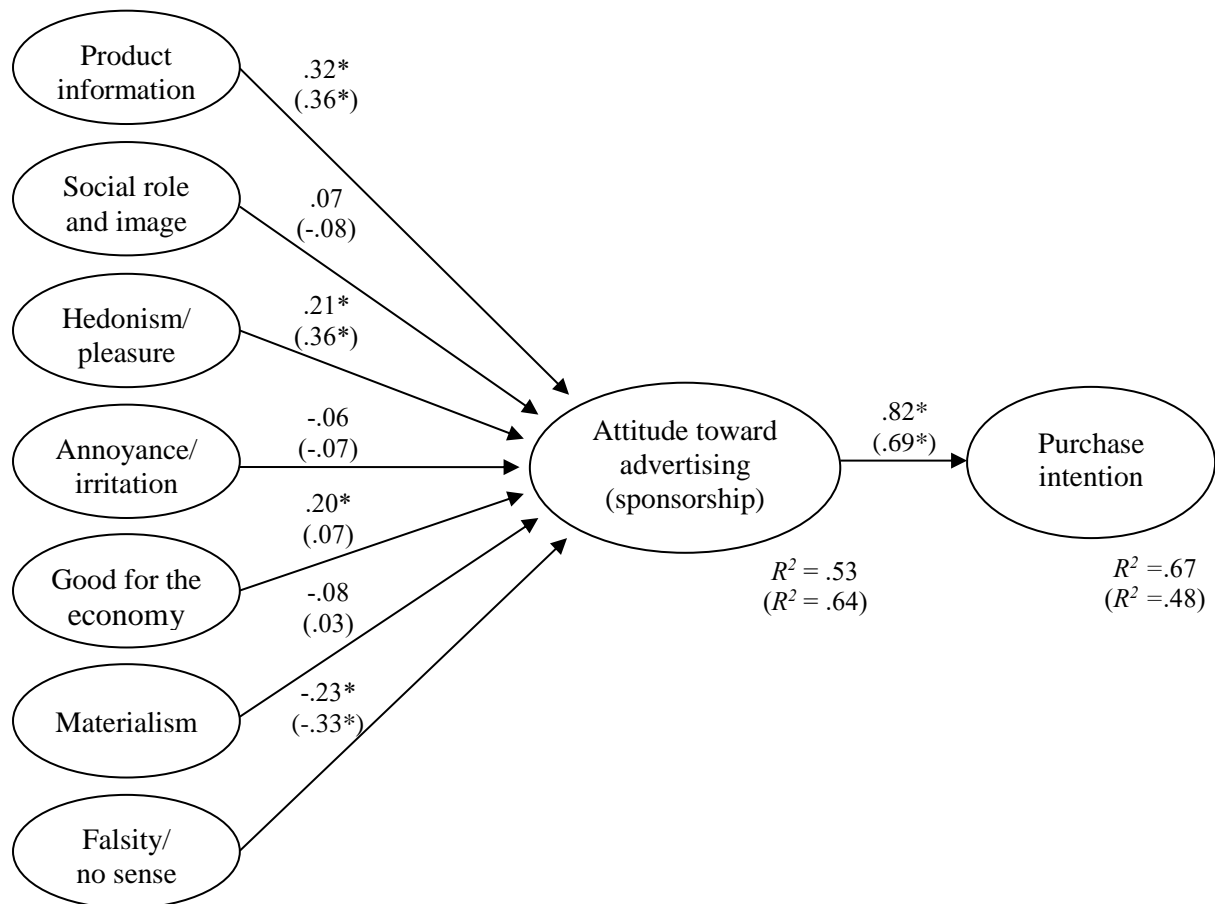 Product
information
.32*
(.36*)
Social role
and image
.07
(-.08)
Hedonism/
pleasure
.21*
(.36*)
Annoyance/
irritation
-.06
(-.07)
Good for the
economy
.20*
(.07)
Materialism
-.08
(.03)
Falsity/
no sense
-.23*
(-.33*)
Attitude toward
advertising
(sponsorship)
R² = .53
(R² = .64)
.82*
(.69*)
Purchase
intention
R² =.67
(R² =.48)